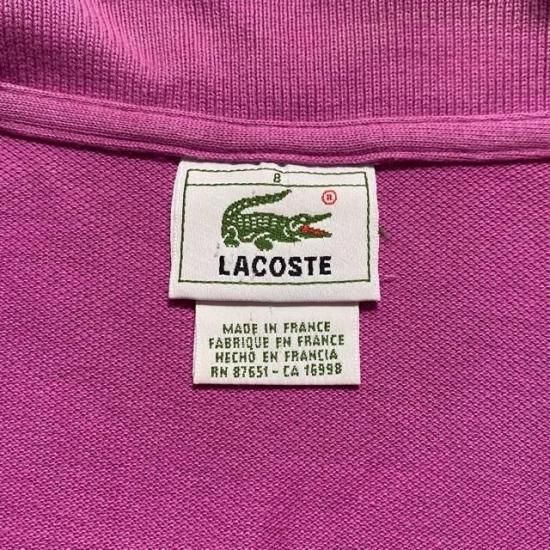 8
®
LACOSTE
MADE IN FRANCE
FABRIQUE EN FRANCE
HECHO EN FRANCIA
RN 87651 - CA 16998